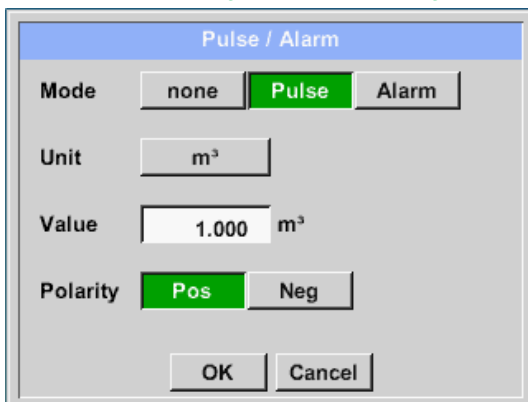 Pulse / Alarm
Mode none Pulse Alarm
Unit m³
Value 1.000 m³
Polarity Pos Neg
OK Cancel